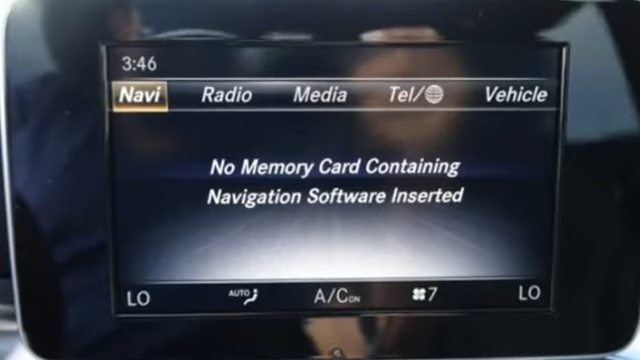 3:46
Navi Radio Media Tel/ Vehicle
No Memory Card Containing
Navigation Software Inserted
LO AUTO A/C ON 7 LO